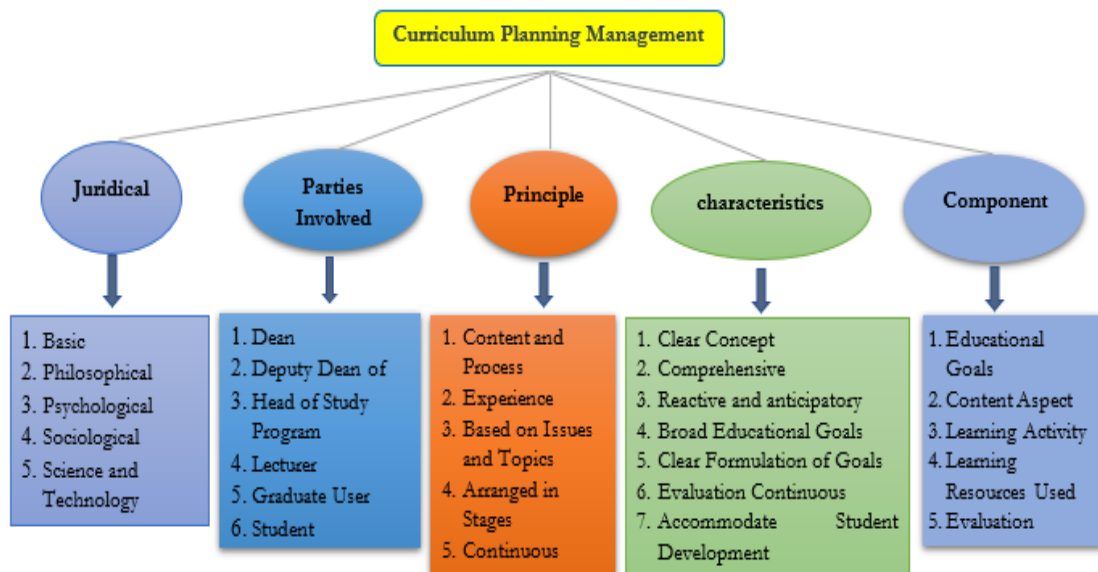 Curriculum Planning Management
Juridical
Parties
Involved
Principle
characteristics
Component
1. Basic
2. Philosophical
3. Psychological
4. Sociological
5. Science and
Technology
1. Dean
2. Deputy Dean of
3. Head of Study
Program
4. Lecturer
5. Graduate User
6. Student
1. Content and
Process
2. Experience
3. Based on Issues
and Topics
4. Arranged in
Stages
5. Continuous
1. Clear Concept
2. Comprehensive
3. Reactive and anticipatory
4. Broad Educational Goals
5. Clear Formulation of Goals
6. Evaluation Continuous
7. Accommodate Student
Development
1. Educational
Goals
2. Content Aspect
3. Learning Activity
4. Learning
Resources Used
5. Evaluation